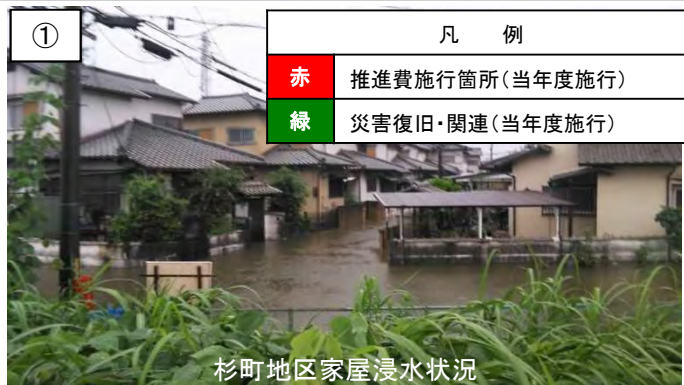 ①
凡　例
赤 推進費施行箇所(当年度施行)
緑 災害復旧・関連(当年度施行)
杉町地区家屋浸水状況